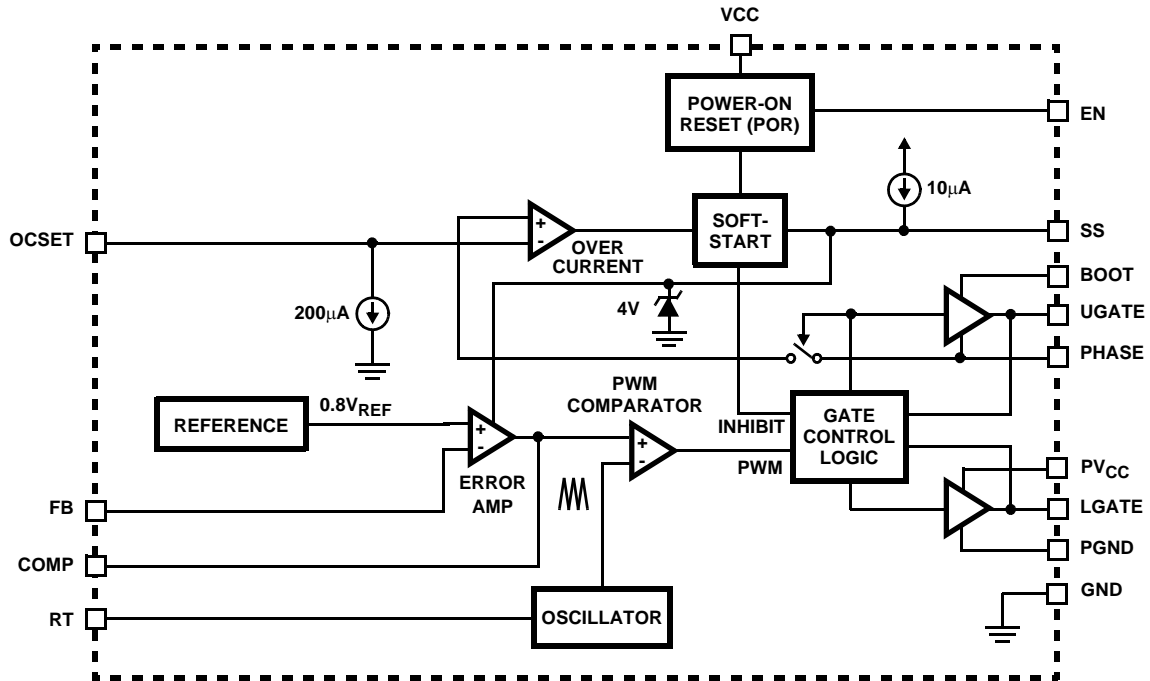 VCC
POWER-ON
RESET (POR)
EN
10μA
OCSET
+
-
OVER
CURRENT
SOFT-
START
SS
BOOT
200μA
4V
UGATE
PHASE
PWM
COMPARATOR
REFERENCE
0.8VREF
+
-
+
-
INHIBIT
GATE
CONTROL
LOGIC
PWM
PVCC
ERROR
AMP
FB
LGATE
COMP
PGND
GND
RT
OSCILLATOR